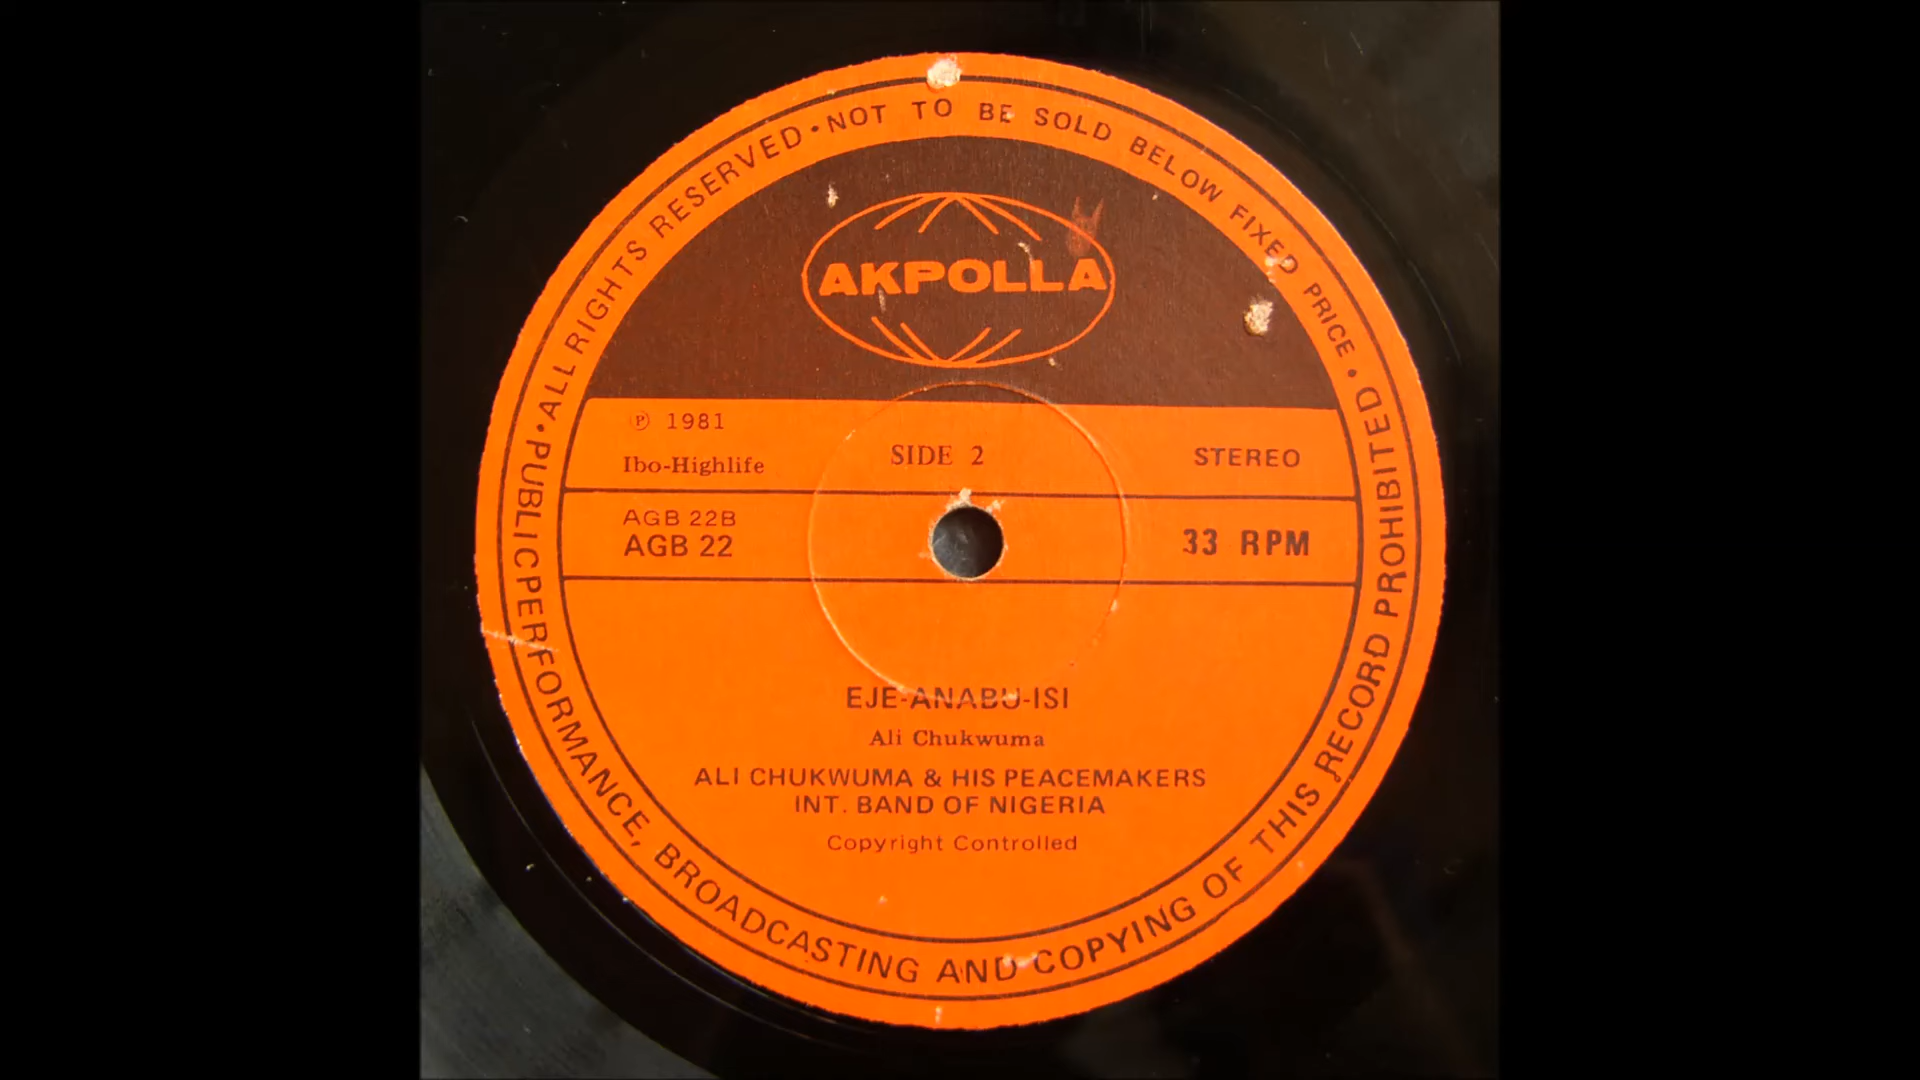 ALL RIGHTS RESERVED • NOT TO BE SOLD BELOW FIXED PRICE •
PUBLIC PERFORMANCE, BROADCASTING AND COPYING OF THIS RECORD PROHIBITED •
AKPOLLA
℗ 1981
Ibo-Highlife
SIDE 2
STEREO
AGB 22B
AGB 22
33 RPM
EJE-ANABU-ISI
Ali Chukwuma
ALI CHUKWUMA & HIS PEACEMAKERS
INT. BAND OF NIGERIA
Copyright Controlled